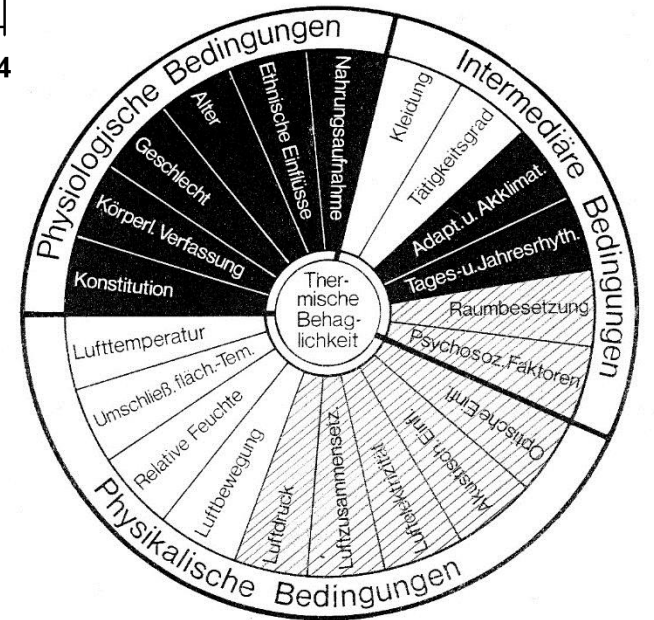 4
Physiologische Bedingungen
Konstitution
Körperl. Verfassung
Geschlecht
Alter
Ethnische Einflüsse
Nahrungsaufnahme
Intermediäre Bedingungen
Kleidung
Tätigkeitsgrad
Adapt. u. Akklimat.
Tages-u. Jahresrhyth.
Raumbesetzung
Psychosoz. Faktoren
Physikalische Bedingungen
Optische Einfl.
Akustisch. Einfl.
Luftelektrizität
Luftzusammensetz.
Luftdruck
Luftbewegung
Relative Feuchte
Umschließ. fläch.-Tem.
Lufttemperatur
Ther-
mische
Behag-
lichkeit